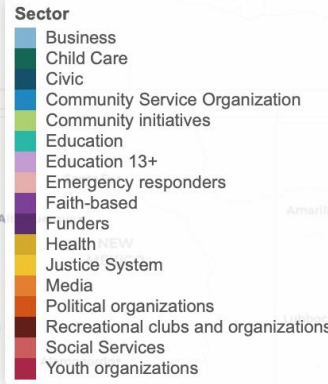 Sector
Business
Child Care
Civic
Community Service Organization
Community initiatives
Education
Education 13+
Emergency responders
Faith-based
Funders
Health
NEW
Justice System
Media
Political organizations
Recreational clubs and organizations
Social Services
Youth organizations